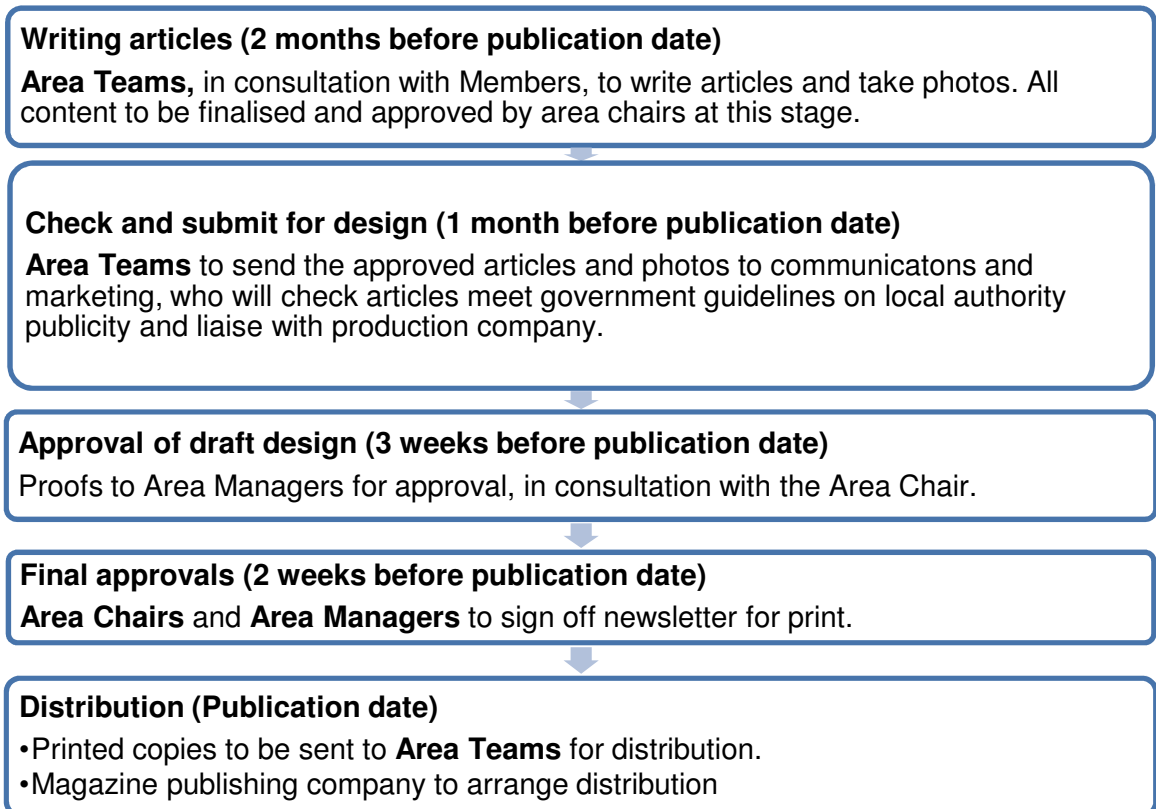 Writing articles (2 months before publication date)
Area Teams, in consultation with Members, to write articles and take photos. All
content to be finalised and approved by area chairs at this stage.
Check and submit for design (1 month before publication date)
Area Teams to send the approved articles and photos to communicatons and
marketing, who will check articles meet government guidelines on local authority
publicity and liaise with production company.
Approval of draft design (3 weeks before publication date)
Proofs to Area Managers for approval, in consultation with the Area Chair.
Final approvals (2 weeks before publication date)
Area Chairs and Area Managers to sign off newsletter for print.
Distribution (Publication date)
•Printed copies to be sent to Area Teams for distribution.
•Magazine publishing company to arrange distribution